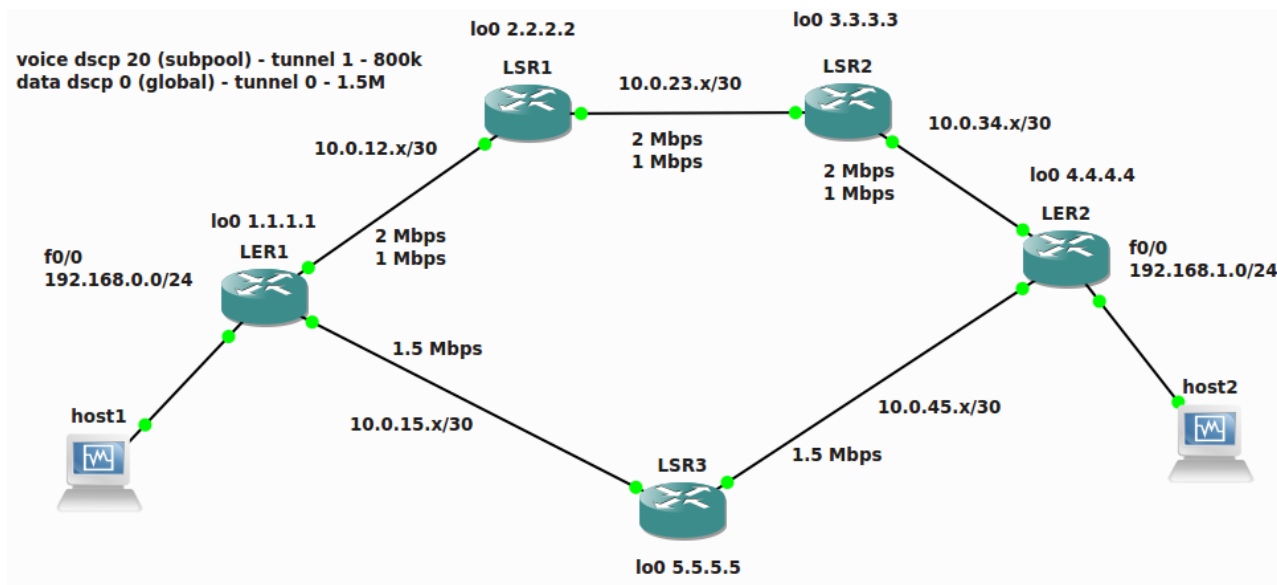 lo0 2.2.2.2
lo0 3.3.3.3
voice dscp 20 (subpool) - tunnel 1 - 800k
data dscp 0 (global) - tunnel 0 - 1.5M
LSR1
LSR2
10.0.23.x/30
10.0.34.x/30
10.0.12.x/30
2 Mbps
1 Mbps
2 Mbps
1 Mbps
lo0 4.4.4.4
LER2
lo0 1.1.1.1
LER1
2 Mbps
1 Mbps
f0/0
192.168.0.0/24
f0/0
192.168.1.0/24
1.5 Mbps
host1
10.0.15.x/30
10.0.45.x/30
host2
1.5 Mbps
LSR3
lo0 5.5.5.5